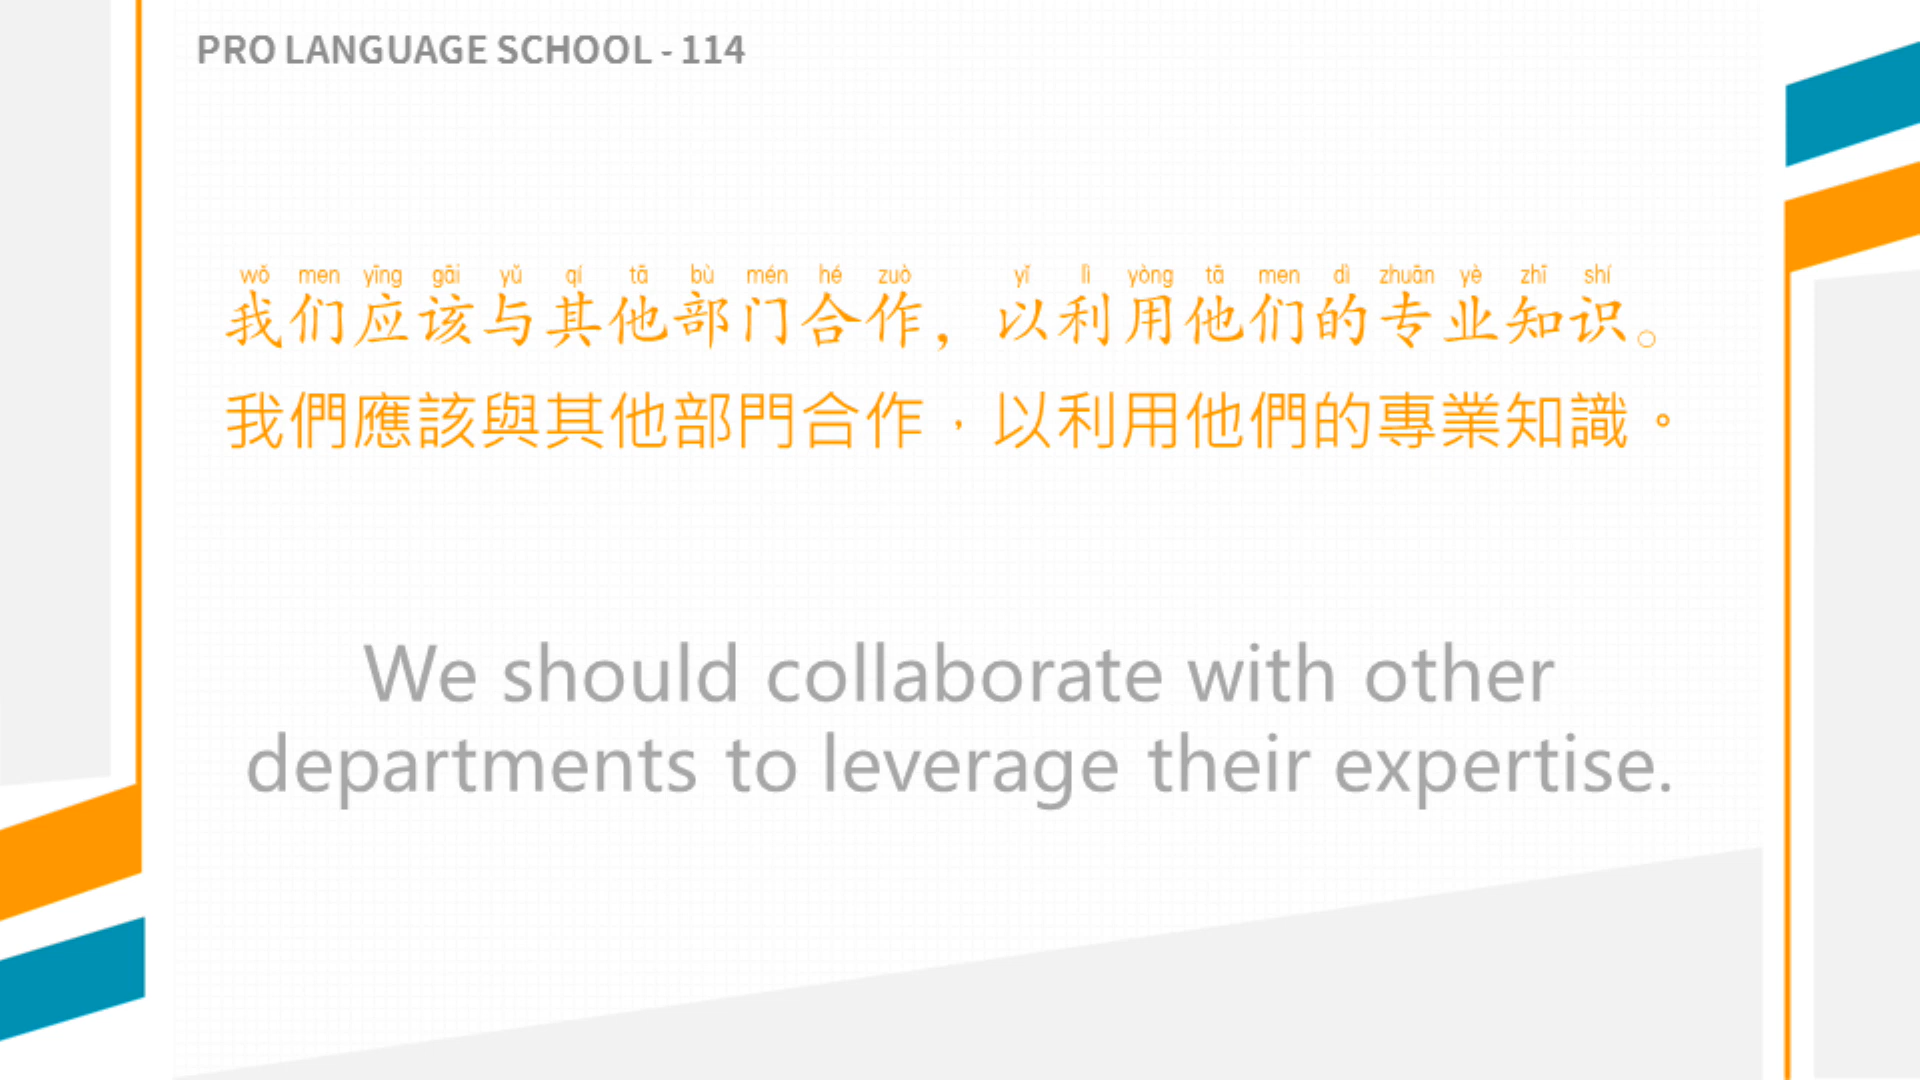 PRO LANGUAGE SCHOOL - 114
wǒ men yīng gāi yǔ qí tā bù mén hé zuò yǐ lì yòng tā men dì zhuān yè zhī shí
我们应该与其他部门合作，以利用他们的专业知识。
我們應該與其他部門合作，以利用他們的專業知識。
We should collaborate with other
departments to leverage their expertise.